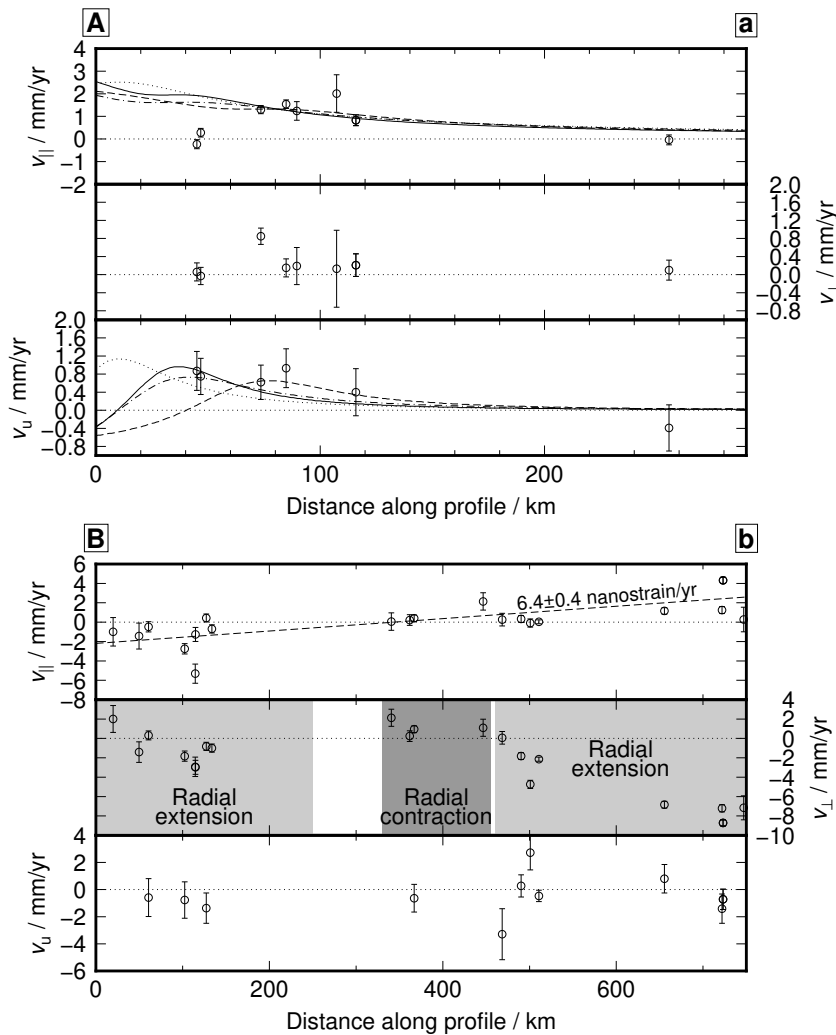 A
a
4
3
2
1
0
−1
−2
v|| / mm/yr
2.0
1.6
1.2
0.8
0.4
0.0
−0.4
−0.8
v⊥
2.0
1.6
1.2
0.8
0.4
0.0
−0.4
−0.8
vu / mm/yr
0
100
200
Distance along profile / km
B
b
6
4
2
0
−2
−4
−6
−8
v|| / mm/yr
6.4±0.4 nanostrain/yr
4
2
0
−2
−4
−6
−8
−10
v⊥ / mm/yr
Radial
extension
Radial
contraction
Radial
extension
4
2
0
−2
−4
−6
vu / mm/yr
0
200
400
600
Distance along profile / km